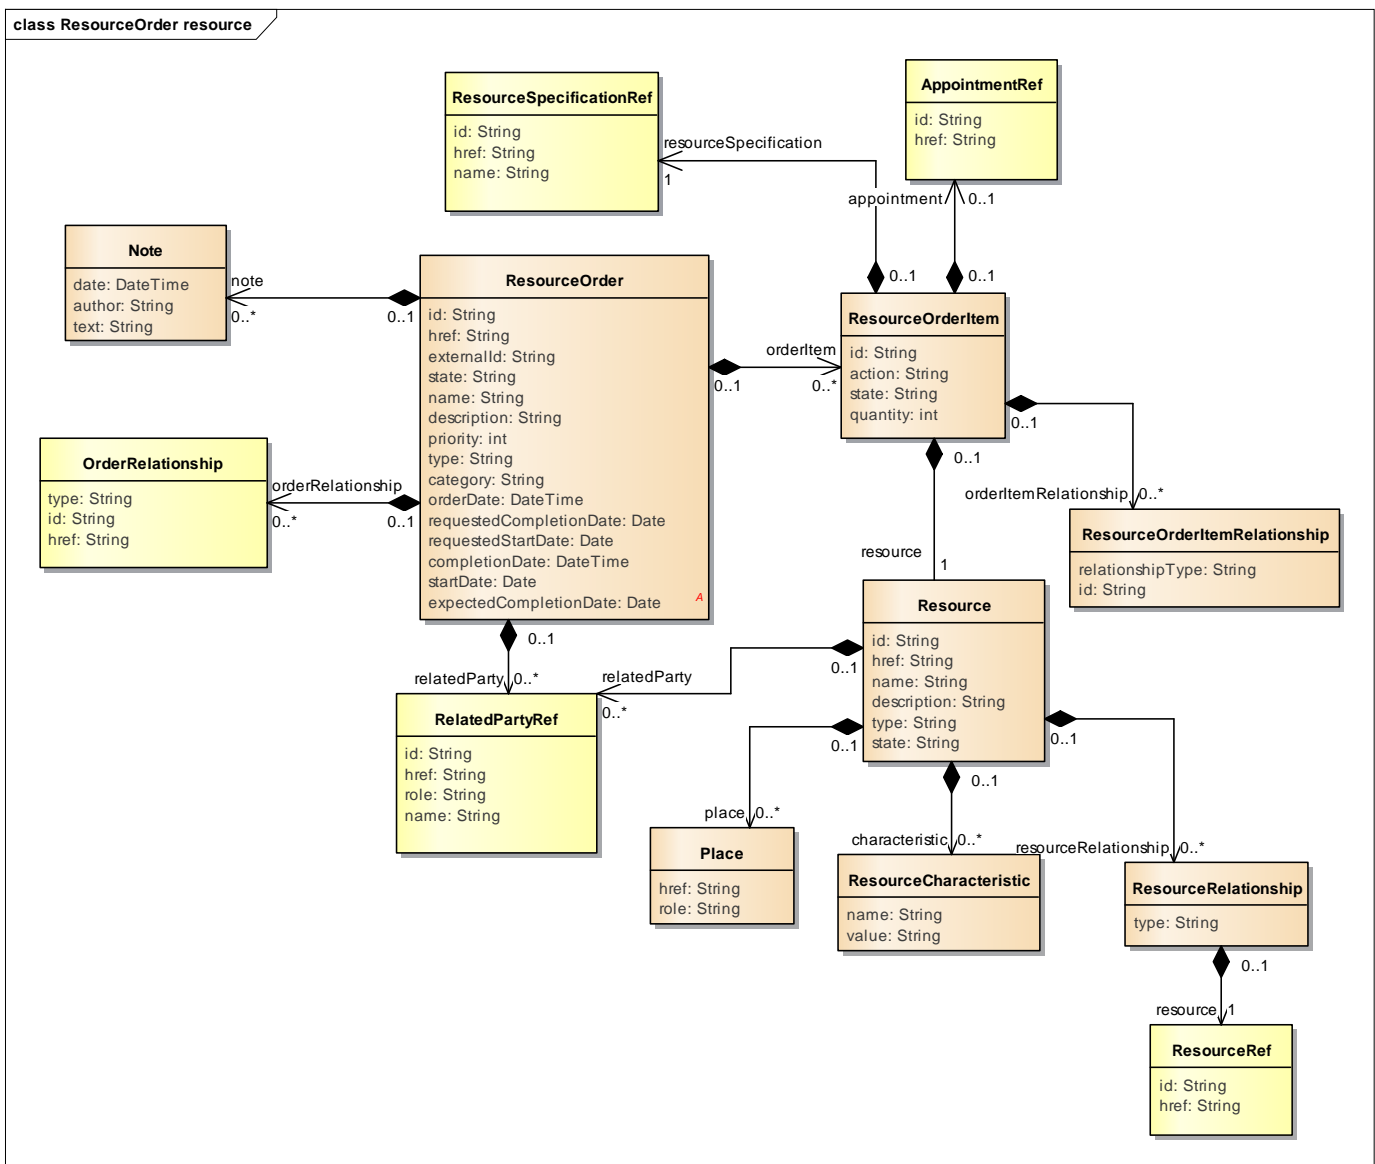 class ResourceOrder resource
ResourceSpecificationRef
id: String
href: String
name: String
AppointmentRef
id: String
href: String
resourceSpecification
1
appointment
0..1
0..1
0..1
Note
date: DateTime
author: String
text: String
note
0..*
0..1
ResourceOrder
id: String
href: String
externalId: String
state: String
name: String
description: String
priority: int
type: String
category: String
orderDate: DateTime
requestedCompletionDate: Date
requestedStartDate: Date
completionDate: DateTime
startDate: Date
expectedCompletionDate: Date
A
orderItem
0..1
0..*
ResourceOrderItem
id: String
action: String
state: String
quantity: int
0..1
0..1
orderItemRelationship
0..*
ResourceOrderItemRelationship
relationshipType: String
id: String
OrderRelationship
type: String
id: String
href: String
orderRelationship
0..*
0..1
resource
1
Resource
id: String
href: String
name: String
description: String
type: String
state: String
0..1
relatedParty
0..*
relatedParty
0..*
0..1
RelatedPartyRef
id: String
href: String
role: String
name: String
0..1
0..1
0..1
place
0..*
Place
href: String
role: String
characteristic
0..*
ResourceCharacteristic
name: String
value: String
resourceRelationship
0..*
ResourceRelationship
type: String
0..1
resource
1
ResourceRef
id: String
href: String